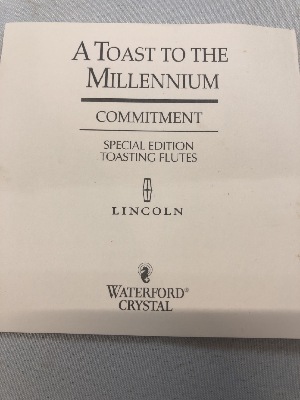 A TOAST TO THE
MILLENNIUM
COMMITMENT
SPECIAL EDITION
TOASTING FLUTES
LINCOLN
WATERFORD®
CRYSTAL